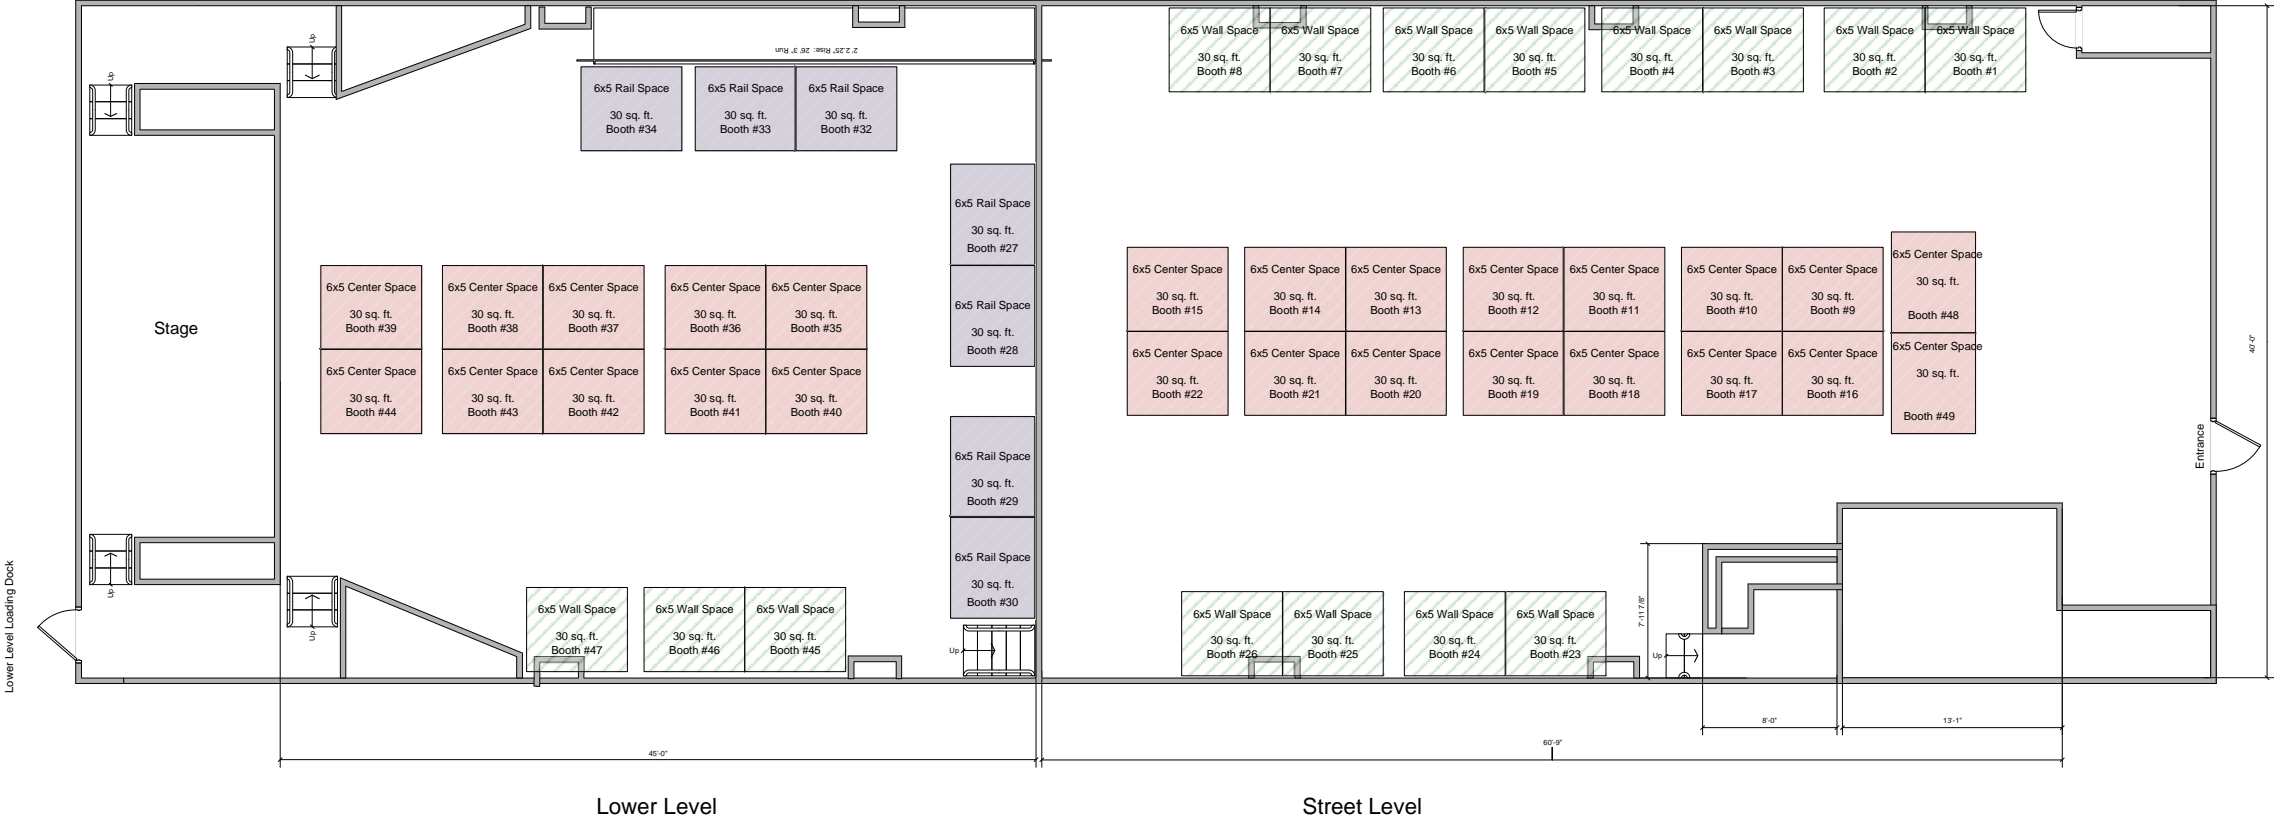 Up
Up
2' 2.25" Rise: 26' 3" Run
6x5 Rail Space
30 sq. ft.
Booth #34
6x5 Rail Space
30 sq. ft.
Booth #33
6x5 Rail Space
30 sq. ft.
Booth #32
6x5 Rail Space
30 sq. ft.
Booth #27
6x5 Rail Space
30 sq. ft.
Booth #28
6x5 Rail Space
30 sq. ft.
Booth #29
6x5 Rail Space
30 sq. ft.
Booth #30
Stage
6x5 Center Space
30 sq. ft.
Booth #39
6x5 Center Space
30 sq. ft.
Booth #38
6x5 Center Space
30 sq. ft.
Booth #37
6x5 Center Space
30 sq. ft.
Booth #36
6x5 Center Space
30 sq. ft.
Booth #35
6x5 Center Space
30 sq. ft.
Booth #44
6x5 Center Space
30 sq. ft.
Booth #43
6x5 Center Space
30 sq. ft.
Booth #42
6x5 Center Space
30 sq. ft.
Booth #41
6x5 Center Space
30 sq. ft.
Booth #40
Up
Up
Lower Level Loading Dock
6x5 Wall Space
30 sq. ft.
Booth #47
6x5 Wall Space
30 sq. ft.
Booth #46
6x5 Wall Space
30 sq. ft.
Booth #45
Up
45'-0"
Lower Level
6x5 Wall Space
30 sq. ft.
Booth #8
6x5 Wall Space
30 sq. ft.
Booth #7
6x5 Wall Space
30 sq. ft.
Booth #6
6x5 Wall Space
30 sq. ft.
Booth #5
6x5 Wall Space
30 sq. ft.
Booth #4
6x5 Wall Space
30 sq. ft.
Booth #3
6x5 Wall Space
30 sq. ft.
Booth #2
6x5 Wall Space
30 sq. ft.
Booth #1
6x5 Center Space
30 sq. ft.
Booth #15
6x5 Center Space
30 sq. ft.
Booth #14
6x5 Center Space
30 sq. ft.
Booth #13
6x5 Center Space
30 sq. ft.
Booth #12
6x5 Center Space
30 sq. ft.
Booth #11
6x5 Center Space
30 sq. ft.
Booth #10
6x5 Center Space
30 sq. ft.
Booth #9
6x5 Center Space
30 sq. ft.
Booth #48
6x5 Center Space
30 sq. ft.
Booth #22
6x5 Center Space
30 sq. ft.
Booth #21
6x5 Center Space
30 sq. ft.
Booth #20
6x5 Center Space
30 sq. ft.
Booth #19
6x5 Center Space
30 sq. ft.
Booth #18
6x5 Center Space
30 sq. ft.
Booth #17
6x5 Center Space
30 sq. ft.
Booth #16
6x5 Center Space
30 sq. ft.
Booth #49
40'-0"
Entrance
6x5 Wall Space
30 sq. ft.
Booth #26
6x5 Wall Space
30 sq. ft.
Booth #25
6x5 Wall Space
30 sq. ft.
Booth #24
6x5 Wall Space
30 sq. ft.
Booth #23
7'-11 7/8"
Up
8'-0"
13'-1"
60'-9"
Street Level